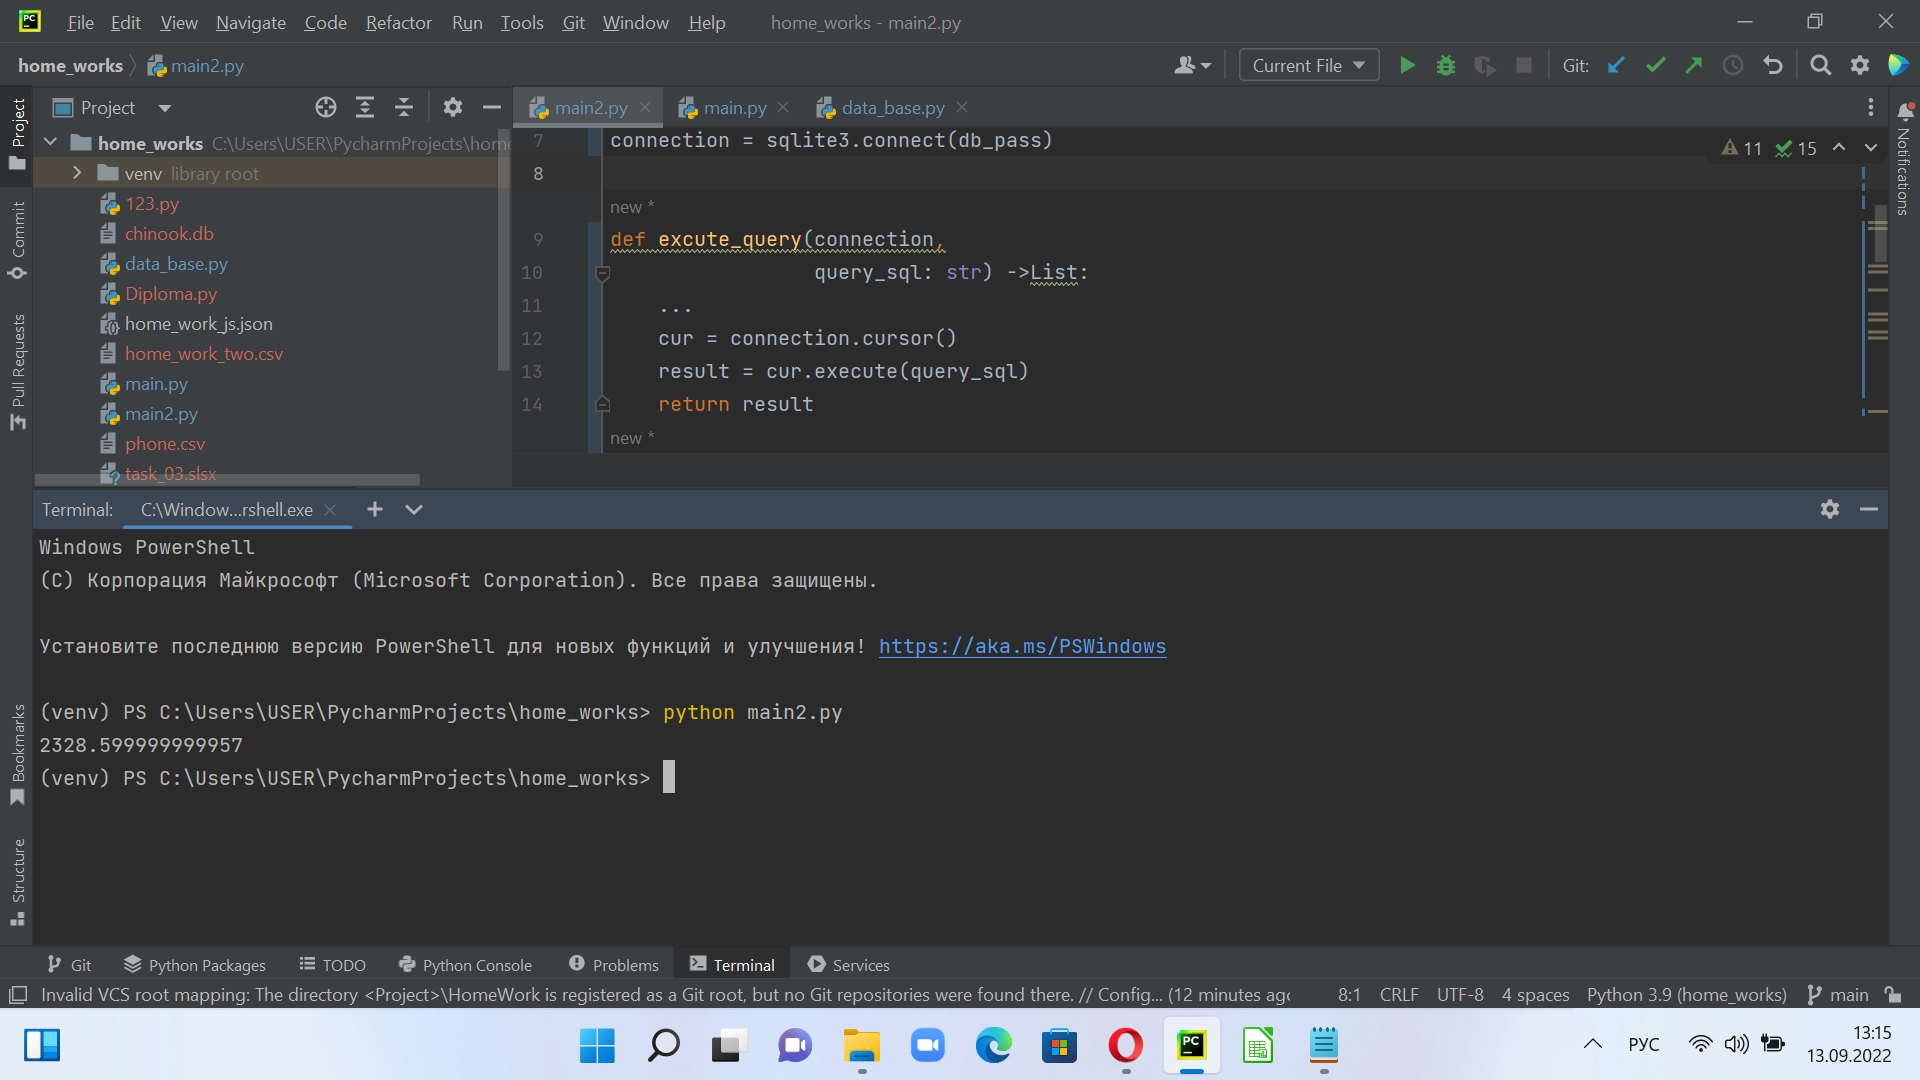 PC File Edit View Navigate Code Refactor Run Tools Git Window Help home_works - main2.py
home_works main2.py Current File Git:
Project
main2.py main.py data_base.py
home_works C:\Users\USER\PycharmProjects\home
venv library root
123.py
chinook.db
data_base.py
Diploma.py
home_work_js.json
home_work_two.csv
main.py
main2.py
phone.csv
task_03.slsx
11 15
7 connection = sqlite3.connect(db_pass)
8
new *
9 def excute_query(connection,
10 query_sql: str) ->List:
11 ...
12 cur = connection.cursor()
13 result = cur.execute(query_sql)
14 return result
new *
Project
Commit
Pull Requests
Bookmarks
Structure
Notifications
Terminal: C:\Window...rshell.exe
Windows PowerShell
(C) Корпорация Майкрософт (Microsoft Corporation). Все права защищены.
Установите последнюю версию PowerShell для новых функций и улучшения! https://aka.ms/PSWindows
(venv) PS C:\Users\USER\PycharmProjects\home_works> python main2.py
2328.599999999957
(venv) PS C:\Users\USER\PycharmProjects\home_works>
Git Python Packages TODO Python Console Problems Terminal Services
Invalid VCS root mapping: The directory <Project>\HomeWork is registered as a Git root, but no Git repositories were found there. // Config... (12 minutes ago 8:1 CRLF UTF-8 4 spaces Python 3.9 (home_works) main
PC
РУС
13:15
13.09.2022